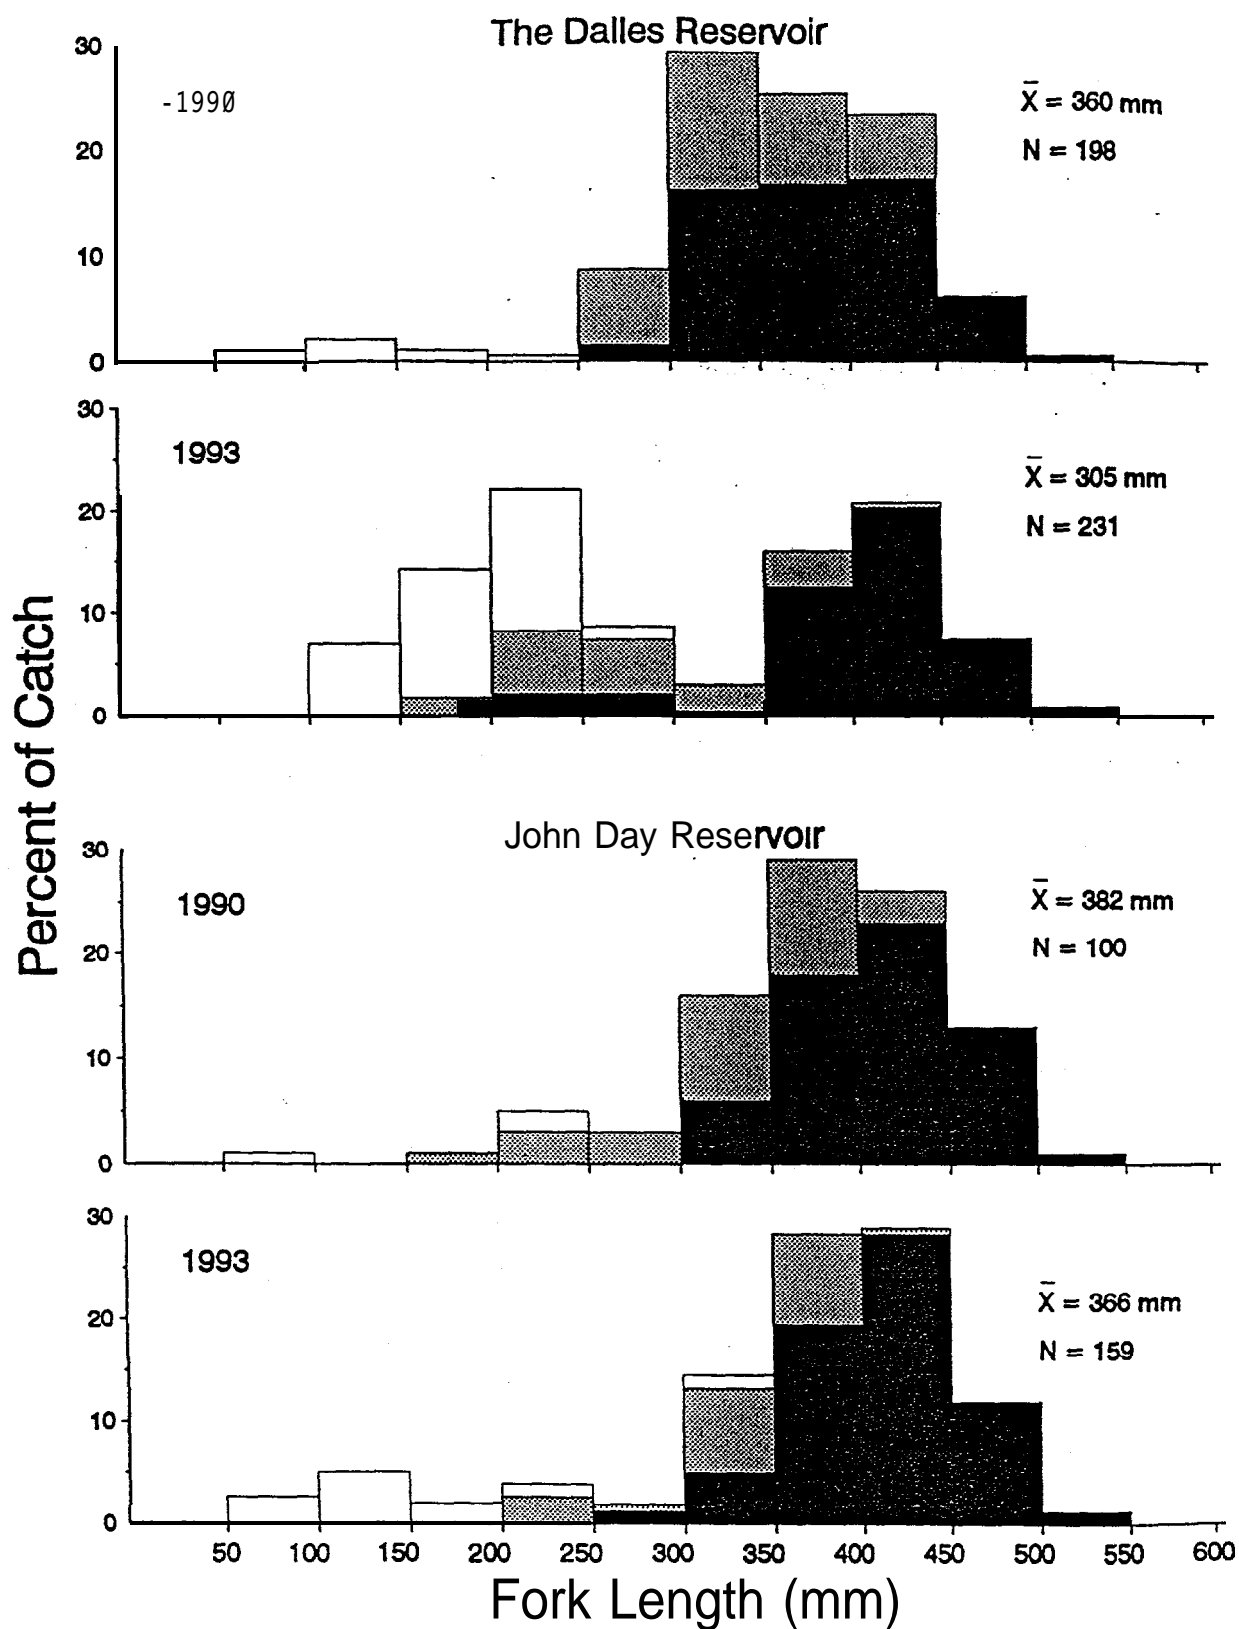 The Dalles Reservoir
30
-1990
X̄ = 360 mm
20
N = 198
10
0
30
1993
X̄ = 305 mm
20
N = 231
10
0
Percent of Catch
John Day Reservoir
30
1990
X̄ = 382 mm
20
N = 100
10
0
30
1993
X̄ = 366 mm
20
N = 159
10
0
50 100 150 200 250 300 350 400 450 500 550 600
Fork Length (mm)